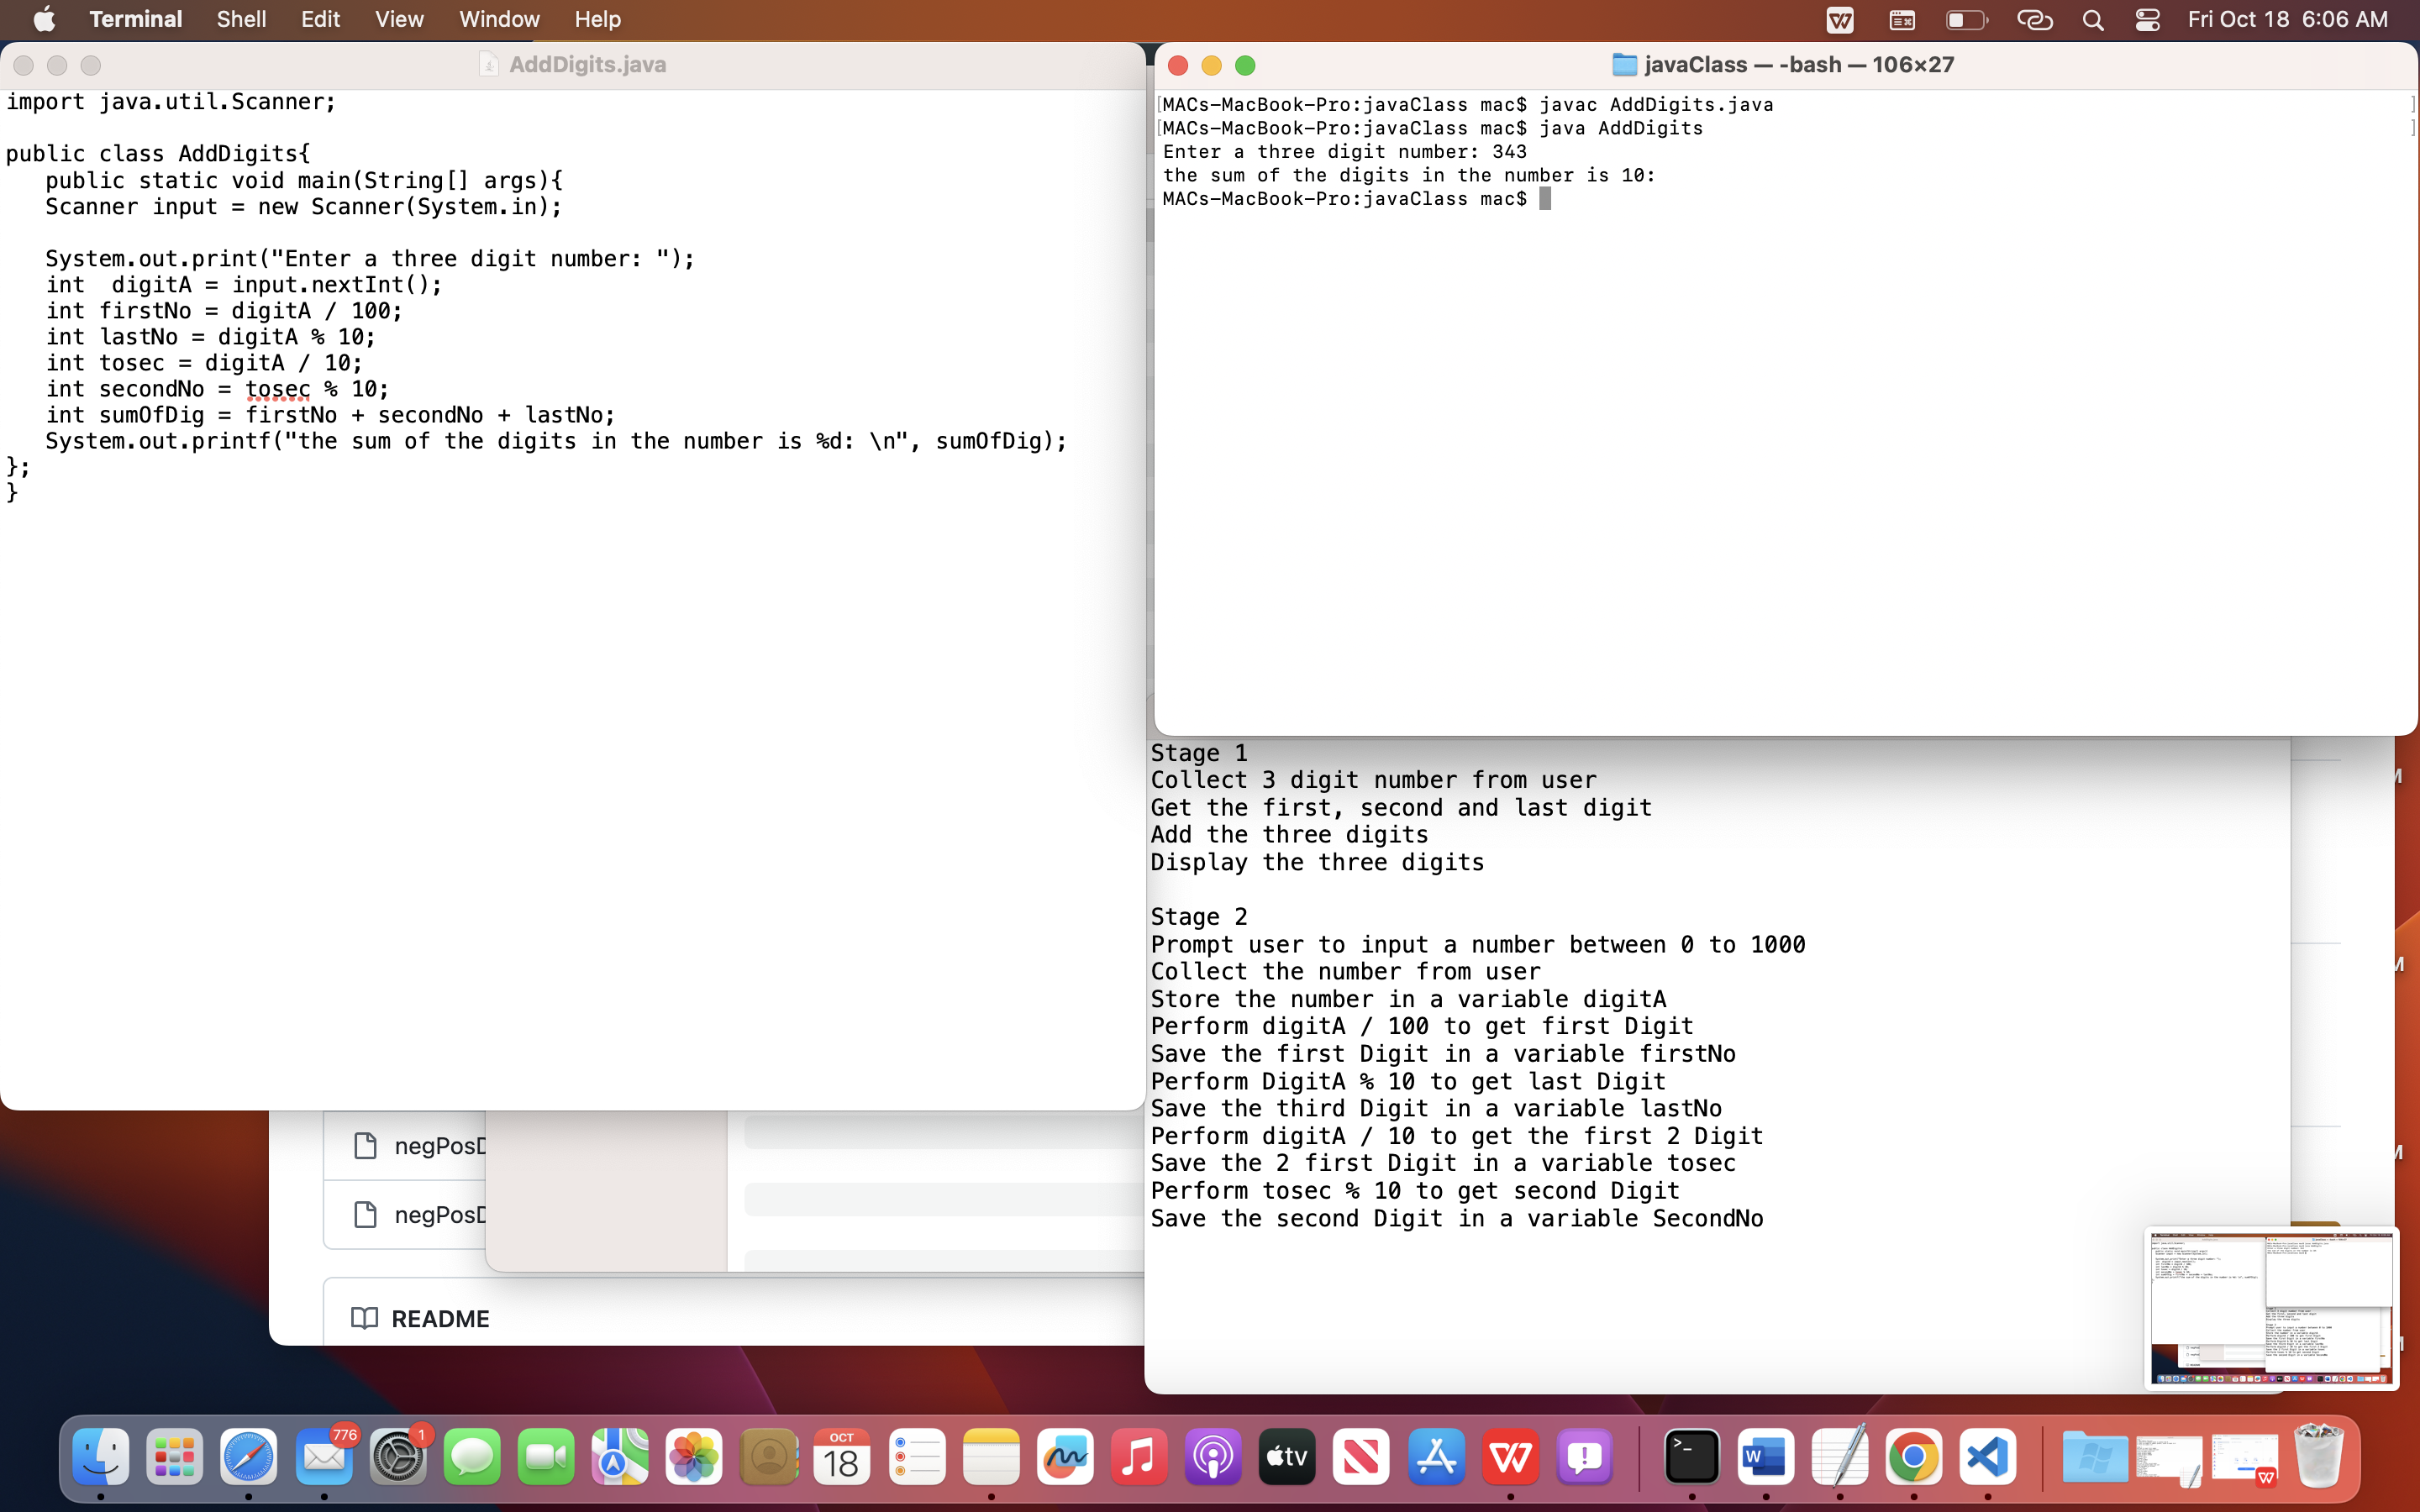 Terminal Shell Edit View Window Help
Fri Oct 18 6:06 AM
AddDigits.java
import java.util.Scanner;
public class AddDigits{
public static void main(String[] args){
Scanner input = new Scanner(System.in);
System.out.print("Enter a three digit number: ");
int  digitA = input.nextInt();
int firstNo = digitA / 100;
int lastNo = digitA % 10;
int tosec = digitA / 10;
int secondNo = tosec % 10;
int sumOfDig = firstNo + secondNo + lastNo;
System.out.printf("the sum of the digits in the number is %d: \n", sumOfDig);
};
}
javaClass — -bash — 106×27
[MACs-MacBook-Pro:javaClass mac$ javac AddDigits.java ]
[MACs-MacBook-Pro:javaClass mac$ java AddDigits ]
Enter a three digit number: 343
the sum of the digits in the number is 10:
MACs-MacBook-Pro:javaClass mac$
Stage 1
Collect 3 digit number from user
Get the first, second and last digit
Add the three digits
Display the three digits
Stage 2
Prompt user to input a number between 0 to 1000
Collect the number from user
Store the number in a variable digitA
Perform digitA / 100 to get first Digit
Save the first Digit in a variable firstNo
Perform DigitA % 10 to get last Digit
Save the third Digit in a variable lastNo
Perform digitA / 10 to get the first 2 Digit
Save the 2 first Digit in a variable tosec
Perform tosec % 10 to get second Digit
Save the second Digit in a variable SecondNo
negPosD
negPosD
README
776
1
OCT
18
tv
W